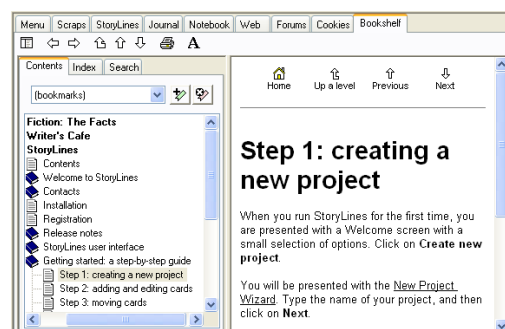 Menu Scraps StoryLines Journal Notebook Web Forums Cookies Bookshelf
A
Contents Index Search
(bookmarks)
Fiction: The Facts
Writer's Cafe
StoryLines
Contents
Welcome to StoryLines
Contacts
Installation
Registration
Release notes
StoryLines user interface
Getting started: a step-by-step guide
Step 1: creating a new project
Step 2: adding and editing cards
Step 3: moving cards
Home Up a level Previous Next
Step 1: creating a
new project
When you run StoryLines for the first time, you
are presented with a Welcome screen with a
small selection of options. Click on Create new
project.
You will be presented with the New Project
Wizard. Type the name of your project, and then
click on Next.